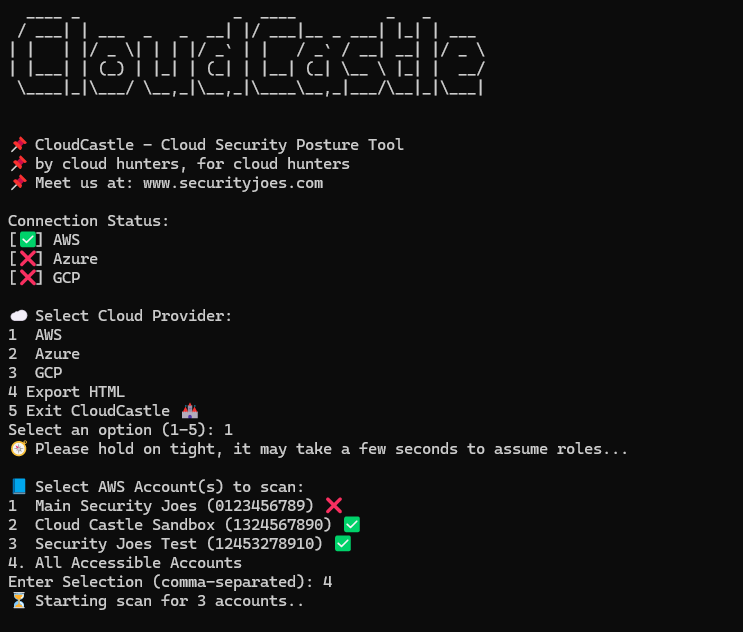 CloudCastle
📌 CloudCastle - Cloud Security Posture Tool
📌 by cloud hunters, for cloud hunters
📌 Meet us at: www.securityjoes.com
Connection Status:
[✅] AWS
[❌] Azure
[❌] GCP
☁️ Select Cloud Provider:
1  AWS
2  Azure
3  GCP
4 Export HTML
5 Exit CloudCastle 🏰
Select an option (1-5): 1
🧭 Please hold on tight, it may take a few seconds to assume roles...
📘 Select AWS Account(s) to scan:
1  Main Security Joes (0123456789) ❌
2  Cloud Castle Sandbox (1324567890) ✅
3  Security Joes Test (12453278910) ✅
4. All Accessible Accounts
Enter Selection (comma-separated): 4
⏳ Starting scan for 3 accounts..